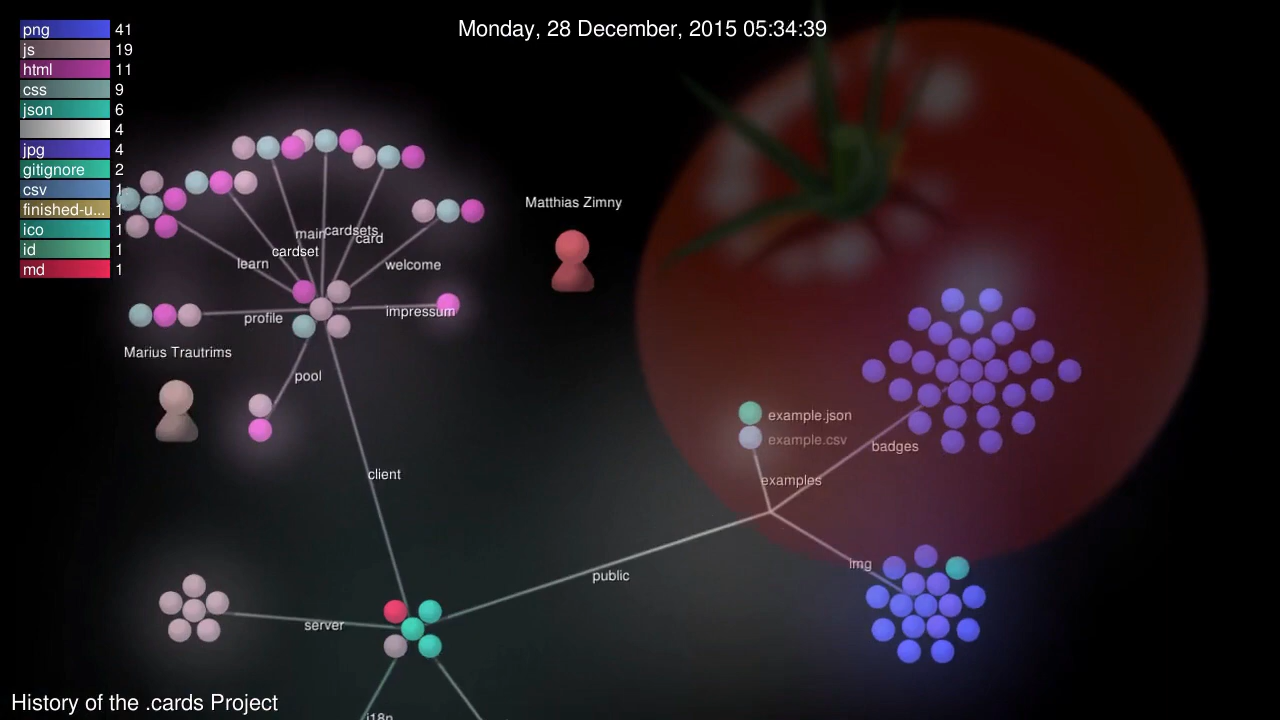 Monday, 28 December, 2015 05:34:39
png 41
js 19
html 11
css 9
json 6
4
jpg 4
gitignore 2
csv 1
finished-u... 1
ico 1
id 1
md 1
Matthias Zimny
main
cardsets
card
cardset
learn
welcome
profile
impressum
Marius Trautrims
pool
example.json
example.csv
badges
client
examples
img
public
server
i18n
History of the .cards Project